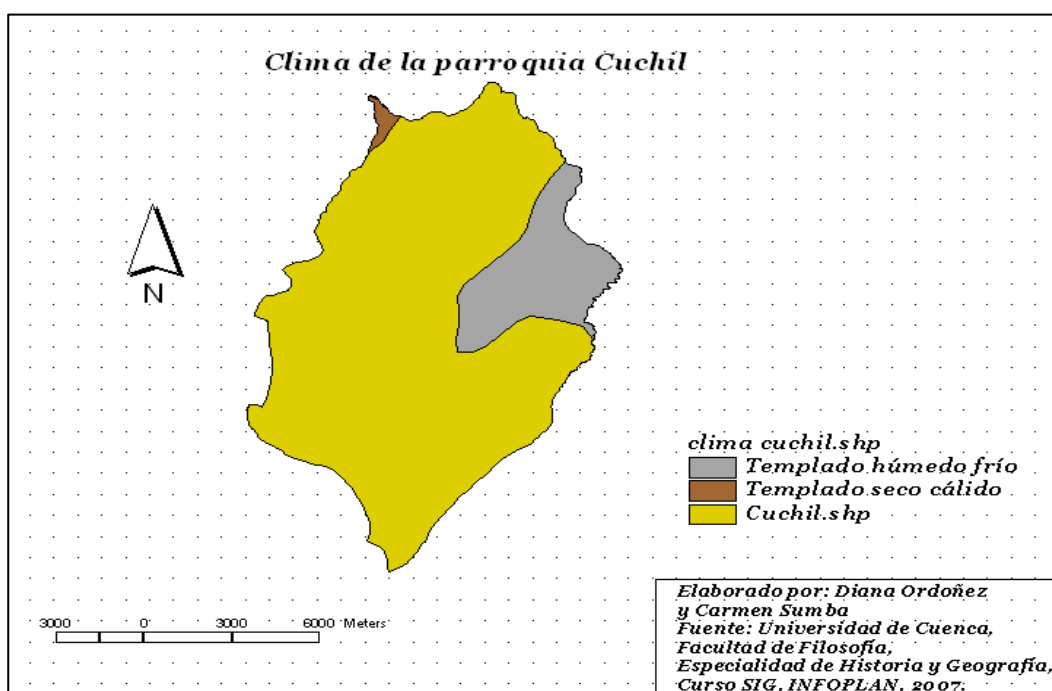 Clima de la parroquia Cuchil
N
clima cuchil.shp
Templado húmedo frío
Templado seco cálido
Cuchil.shp
3000 0 3000 6000 Meters
Elaborado por: Diana Ordoñez
y Carmen Sumba
Fuente: Universidad de Cuenca,
Facultad de Filosofía,
Especialidad de Historia y Geografía,
Curso SIG, INFOPLAN, 2007.